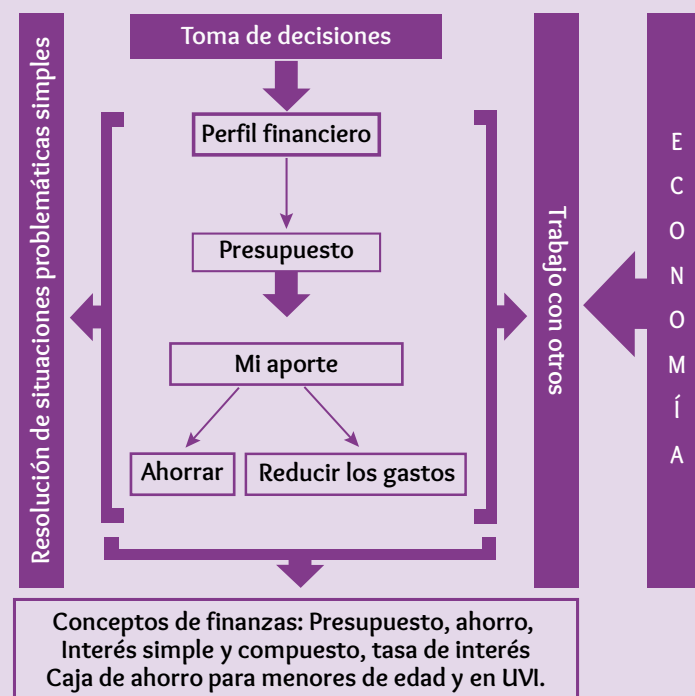 Toma de decisiones
Resolución de situaciones problemáticas simples
Perfil financiero
Presupuesto
Mi aporte
Ahorrar
Reducir los gastos
Trabajo con otros
ECONOMÍA
Conceptos de finanzas: Presupuesto, ahorro,
Interés simple y compuesto, tasa de interés
Caja de ahorro para menores de edad y en UVI.